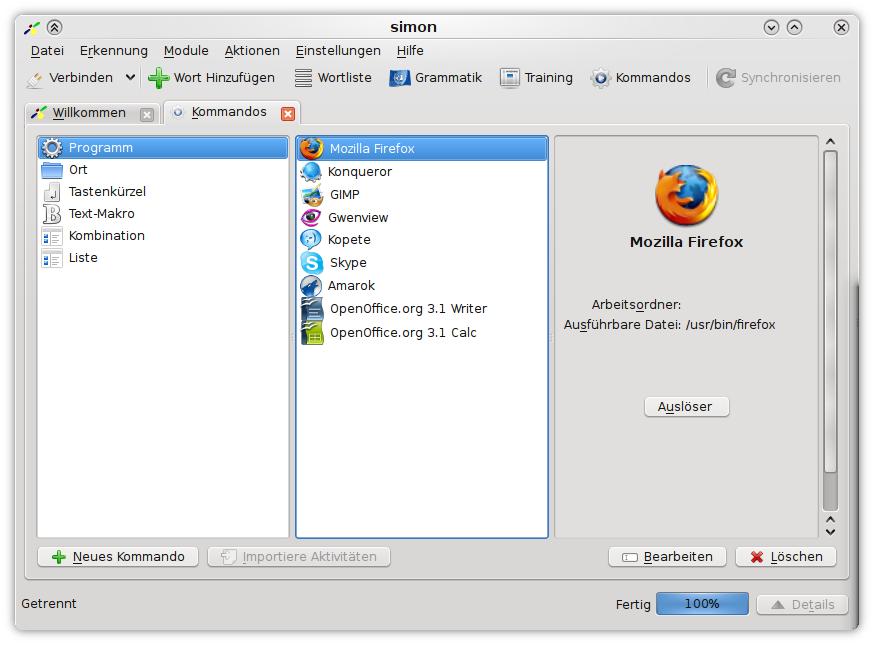 simon
Datei Erkennung Module Aktionen Einstellungen Hilfe
Verbinden Wort Hinzufügen Wortliste Grammatik Training Kommandos Synchronisieren
Willkommen Kommandos
Programm
Ort
Tastenkürzel
Text-Makro
Kombination
Liste
Mozilla Firefox
Konqueror
GIMP
Gwenview
Kopete
Skype
Amarok
OpenOffice.org 3.1 Writer
OpenOffice.org 3.1 Calc
Mozilla Firefox
Arbeitsordner:
Ausführbare Datei: /usr/bin/firefox
Auslöser
Neues Kommando Importiere Aktivitäten Bearbeiten Löschen
Getrennt Fertig 100% Details